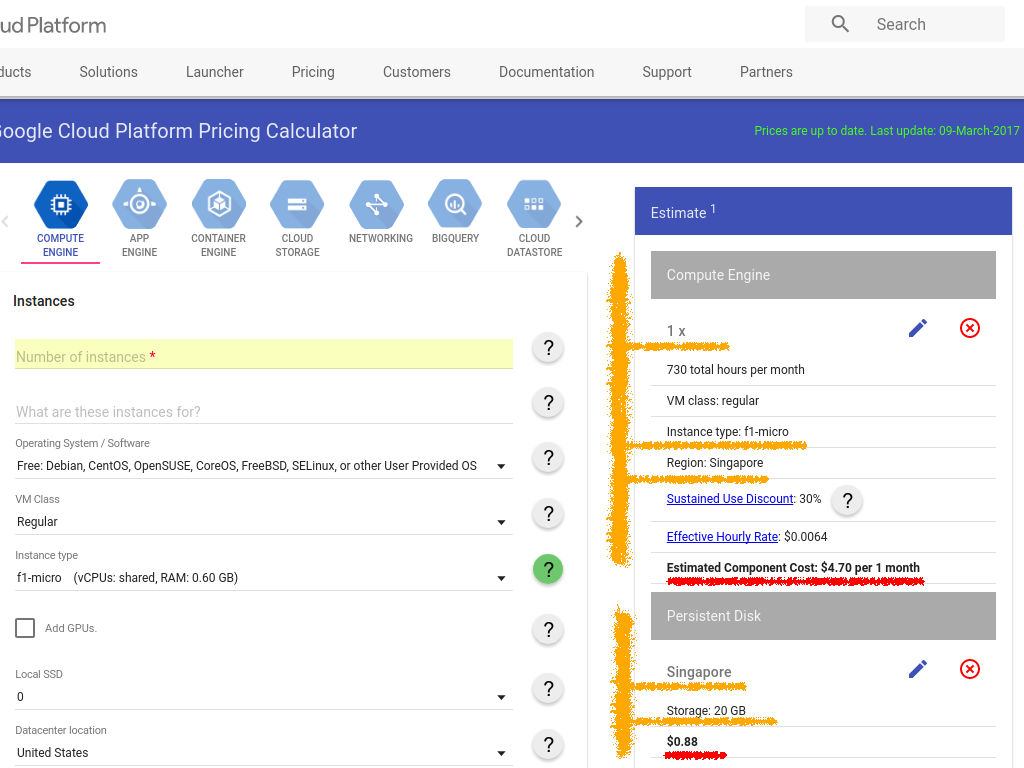 ud Platform
Search
ducts Solutions Launcher Pricing Customers Documentation Support Partners
Google Cloud Platform Pricing Calculator
Prices are up to date. Last update: 09-March-2017
COMPUTE ENGINE
APP ENGINE
CONTAINER ENGINE
CLOUD STORAGE
NETWORKING
BIGQUERY
CLOUD DATASTORE
Instances
Number of instances *
?
What are these instances for?
?
Operating System / Software
Free: Debian, CentOS, OpenSUSE, CoreOS, FreeBSD, SELinux, or other User Provided OS
?
VM Class
Regular
?
Instance type
f1-micro (vCPUs: shared, RAM: 0.60 GB)
?
Add GPUs.
?
Local SSD
0
?
Datacenter location
United States
?
Estimate 1
Compute Engine
1 x
730 total hours per month
VM class: regular
Instance type: f1-micro
Region: Singapore
Sustained Use Discount: 30% ?
Effective Hourly Rate: $0.0064
Estimated Component Cost: $4.70 per 1 month
Persistent Disk
Singapore
Storage: 20 GB
$0.88